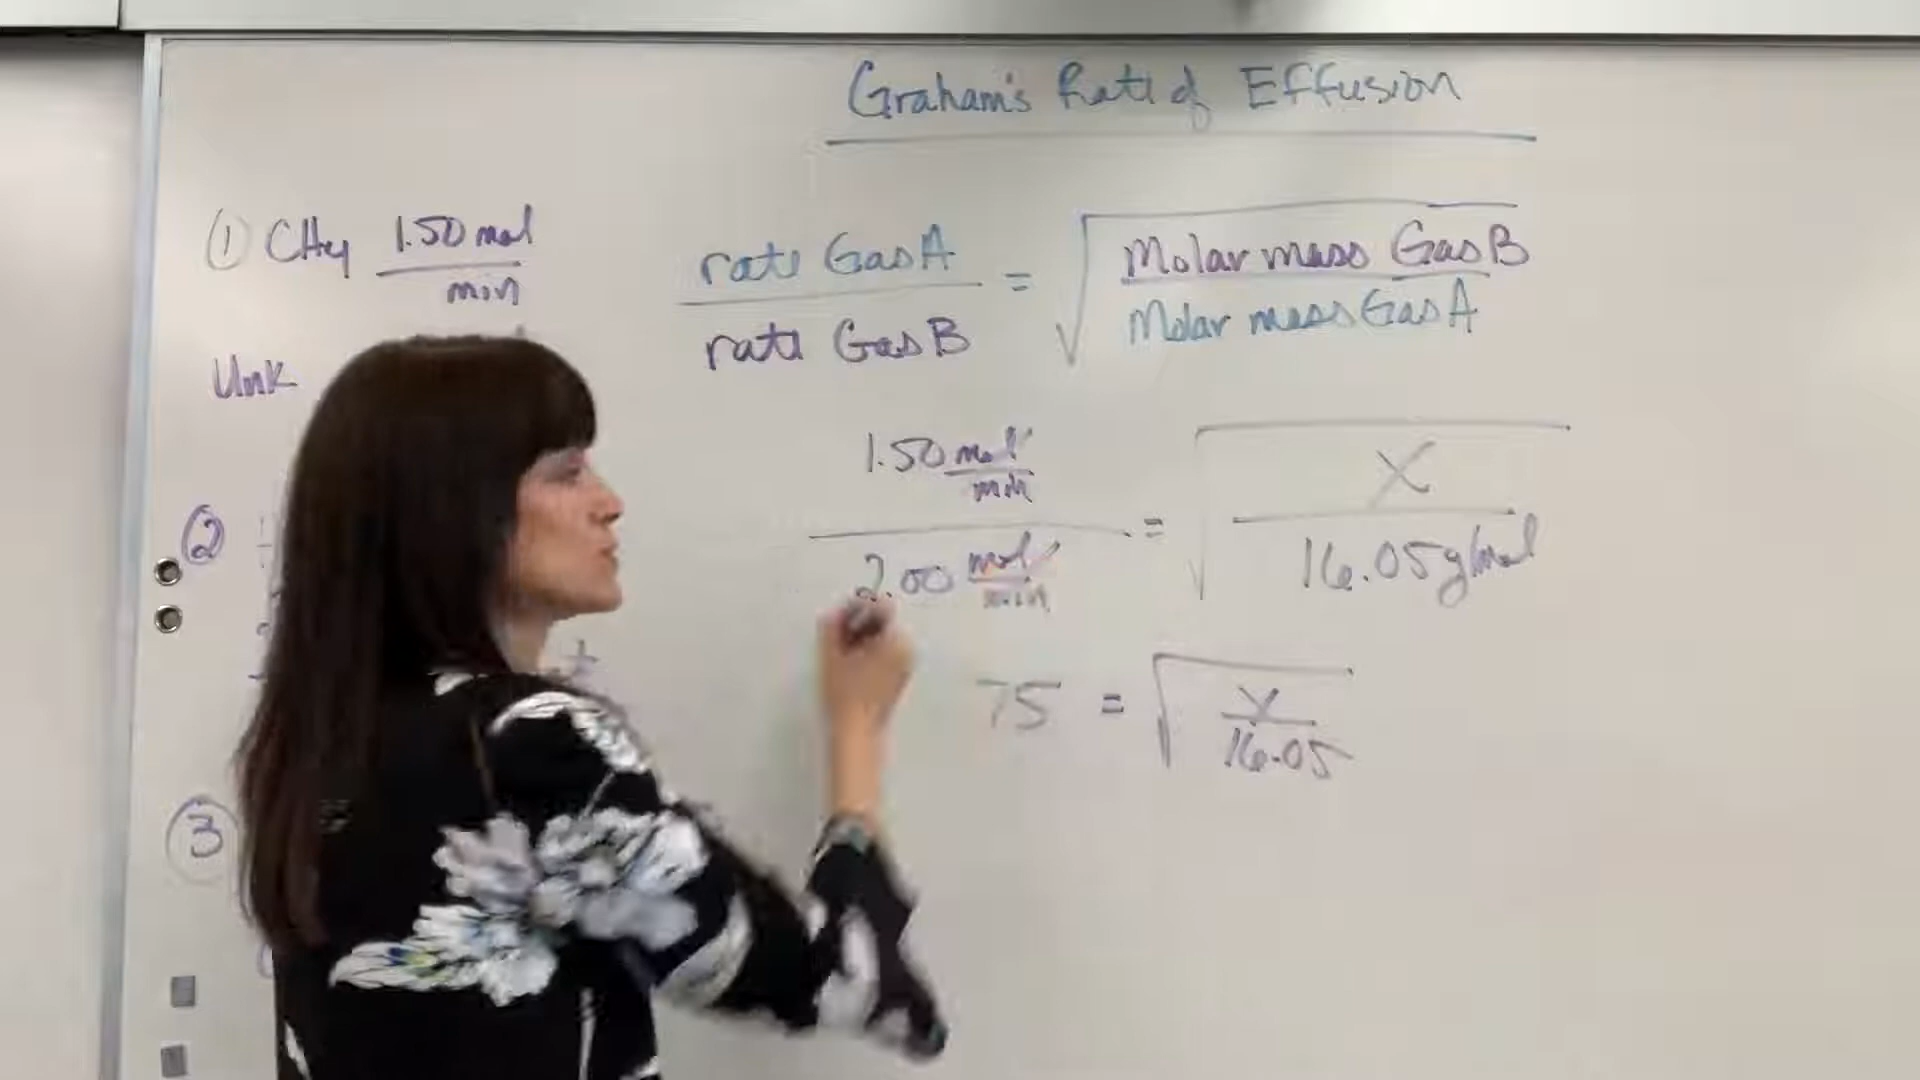 Graham's Rate of Effusion
① CH4 1.50 mol
min
Unk
rate Gas A
rate Gas B
=
√ Molar mass Gas B
Molar mass Gas A
1.50 mol
min
2.00 mol
min
=
√ X
16.05 g/mol
②
75 = √ X
16.05
③